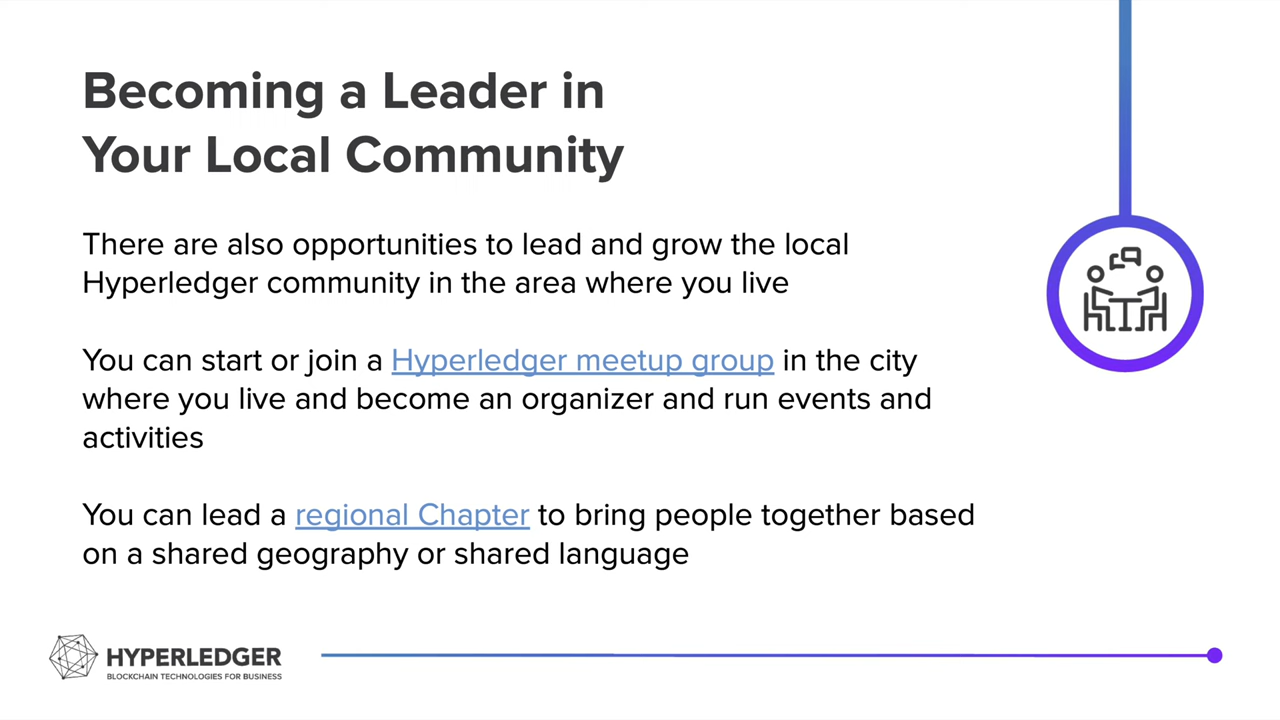 Becoming a Leader in
Your Local Community
There are also opportunities to lead and grow the local
Hyperledger community in the area where you live
You can start or join a Hyperledger meetup group in the city
where you live and become an organizer and run events and
activities
You can lead a regional Chapter to bring people together based
on a shared geography or shared language
HYPERLEDGER
BLOCKCHAIN TECHNOLOGIES FOR BUSINESS